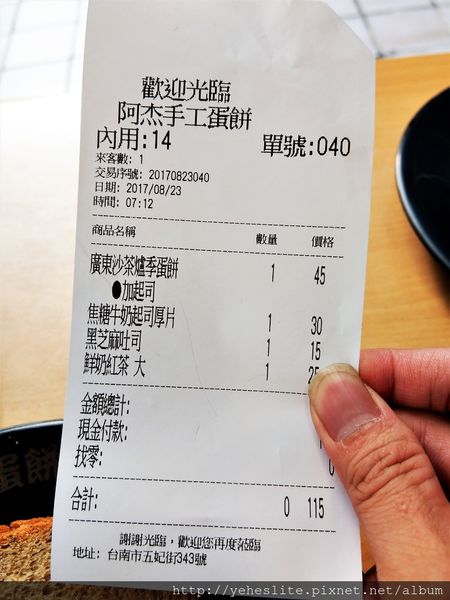 歡迎光臨
阿杰手工蛋餅
內用:14 單號:040
來客數: 1
交易序號: 20170823040
日期: 2017/08/23
時間: 07:12
商品名稱 數量 價格
廣東沙茶爐季蛋餅 1 45
●加起司
焦糖牛奶起司厚片 1 30
黑芝麻吐司 1 15
鮮奶紅茶 大 1 25
金額總計:
現金付款:
找零: 0
合計: 0 115
謝謝光臨，歡迎您再度蒞臨
地址: 台南市五妃街343號
蛋餅
http://yeheslite.pixnet.net/album